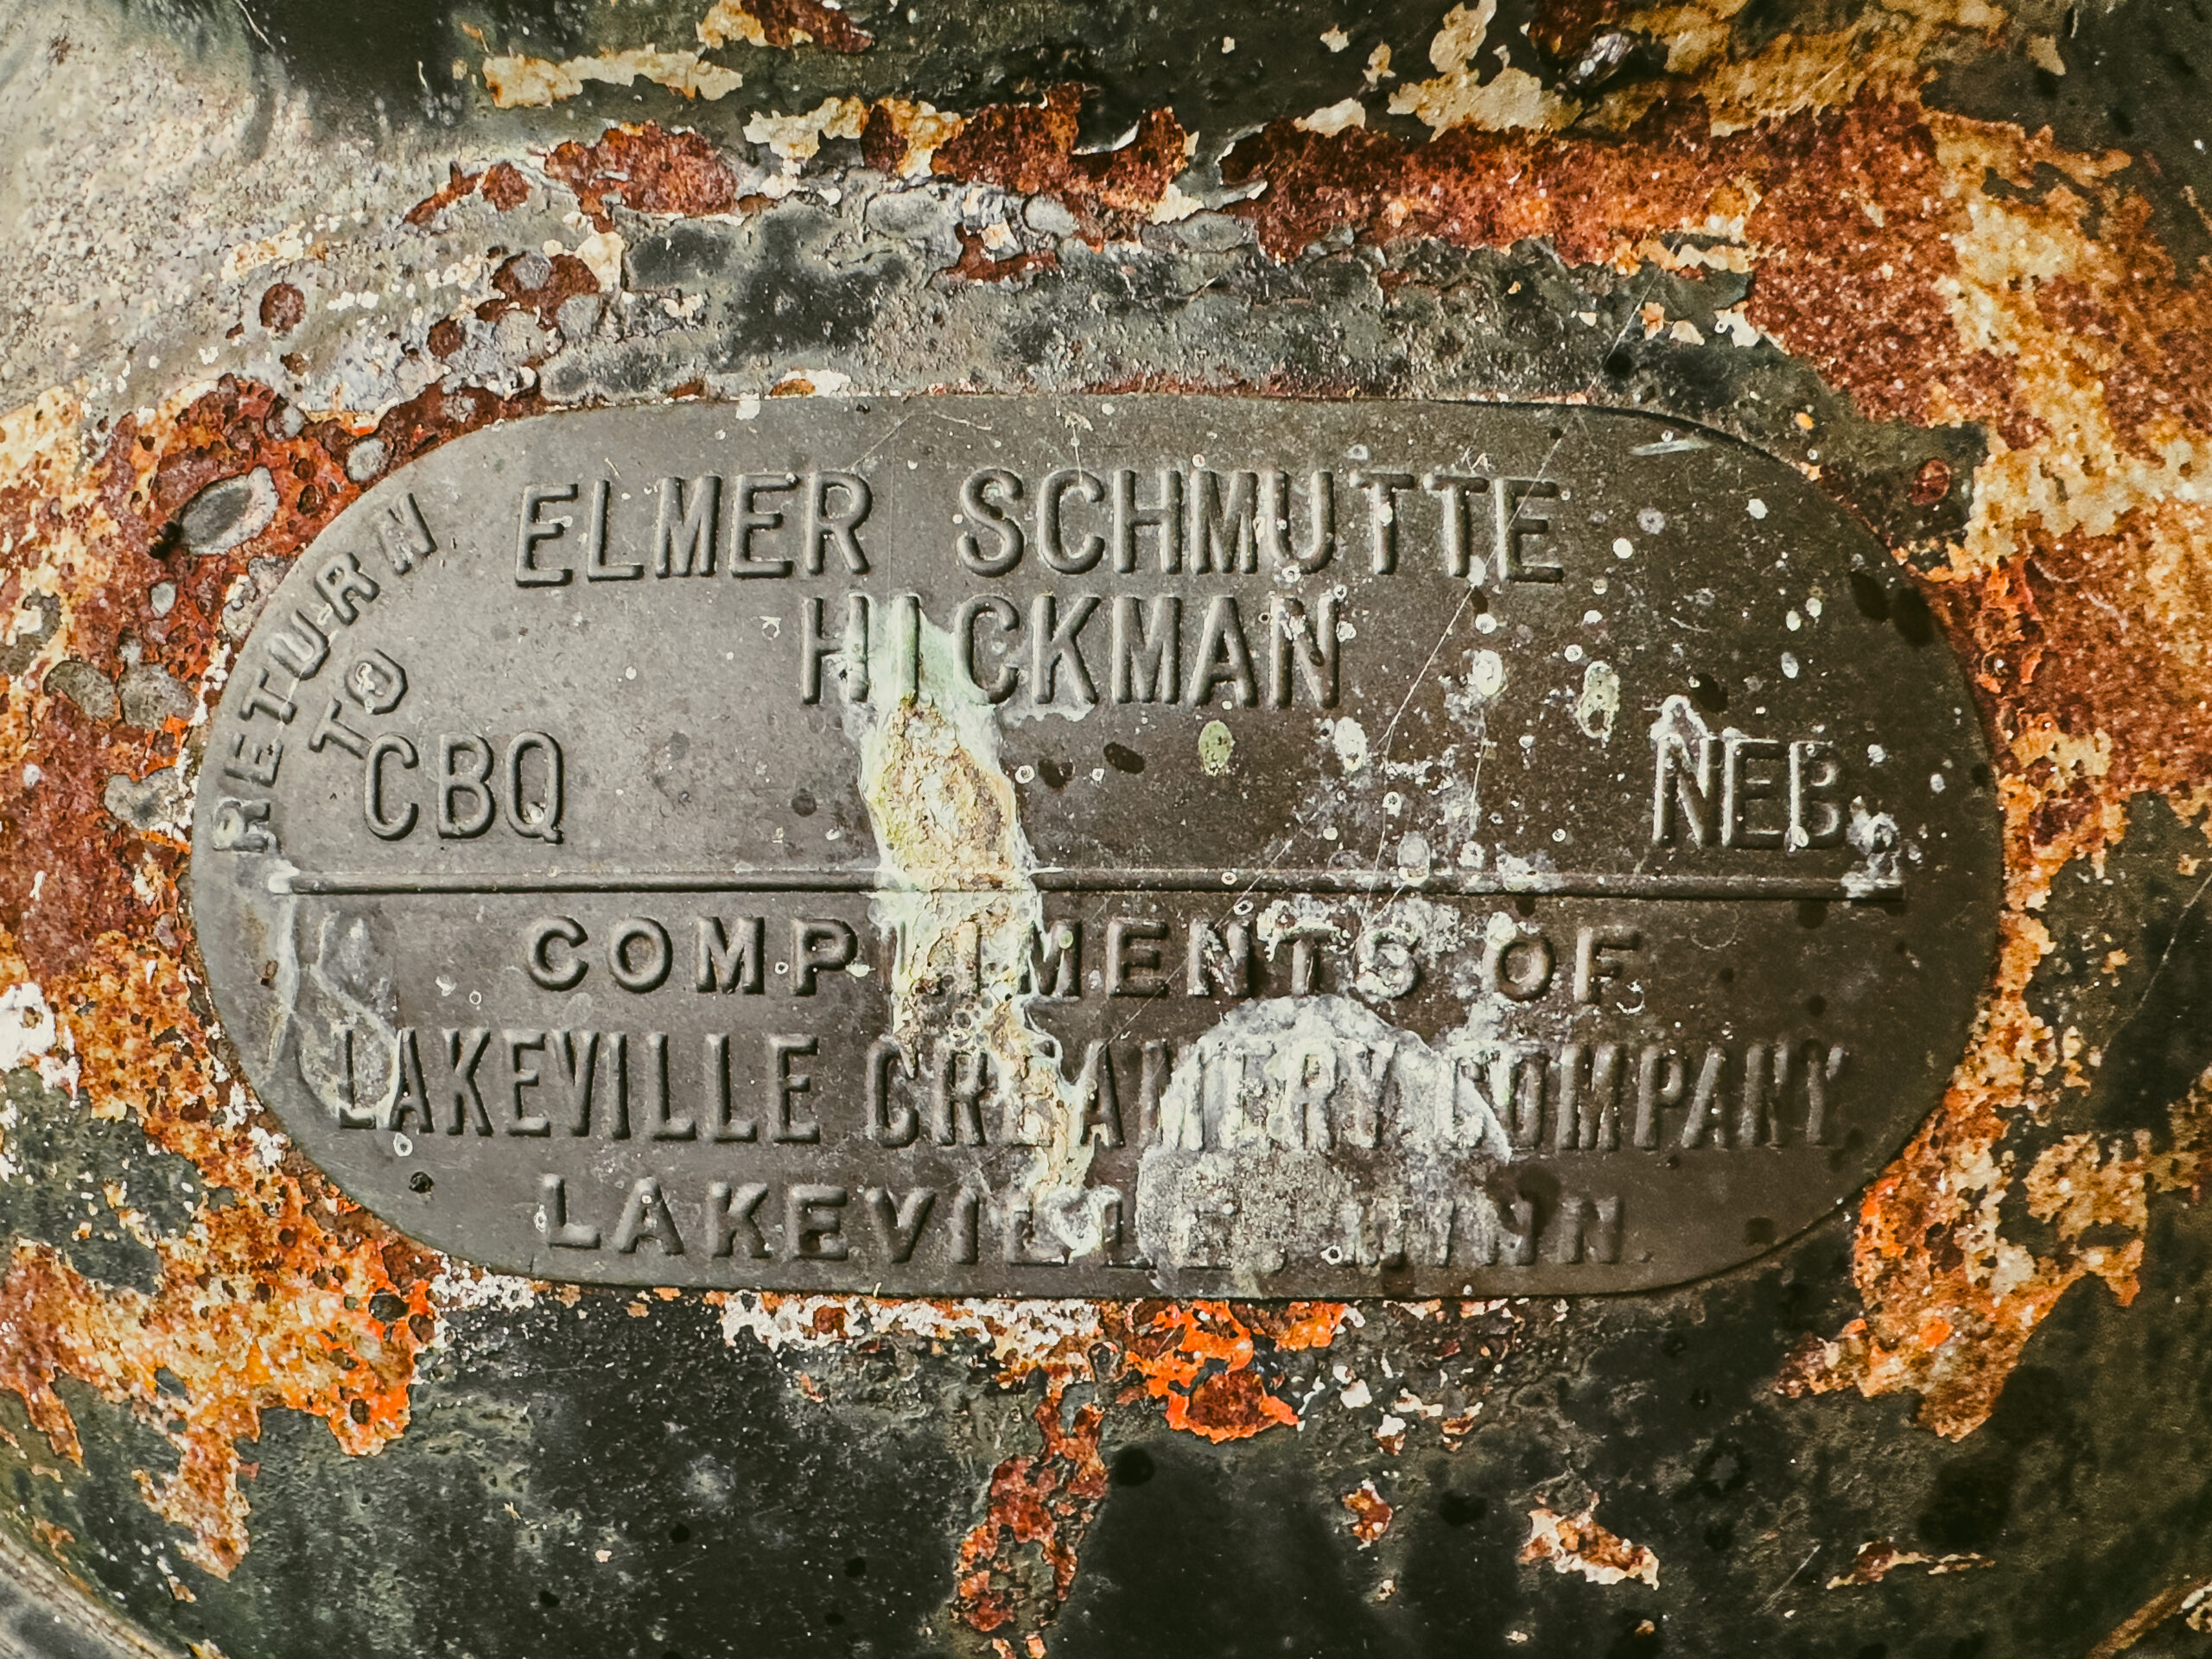 ELMER SCHMUTTE
HICKMAN
RETURN
TO
CBQ NEB.
COMPLIMENTS OF
LAKEVILLE CREAMERY COMPANY
LAKEVILLE, MINN.